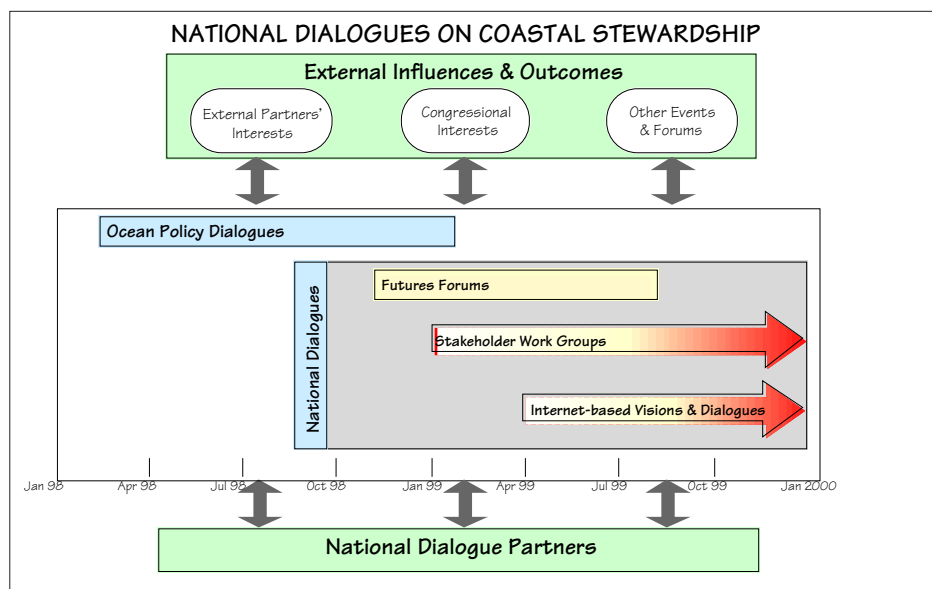 NATIONAL DIALOGUES ON COASTAL STEWARDSHIP
External Influences & Outcomes
External Partners'
Interests
Congressional
Interests
Other Events
& Forums
Ocean Policy Dialogues
National Dialogues
Futures Forums
Stakeholder Work Groups
Internet-based Visions & Dialogues
Jan 98 Apr 98 Jul 98 Oct 98 Jan 99 Apr 99 Jul 99 Oct 99 Jan 2000
National Dialogue Partners